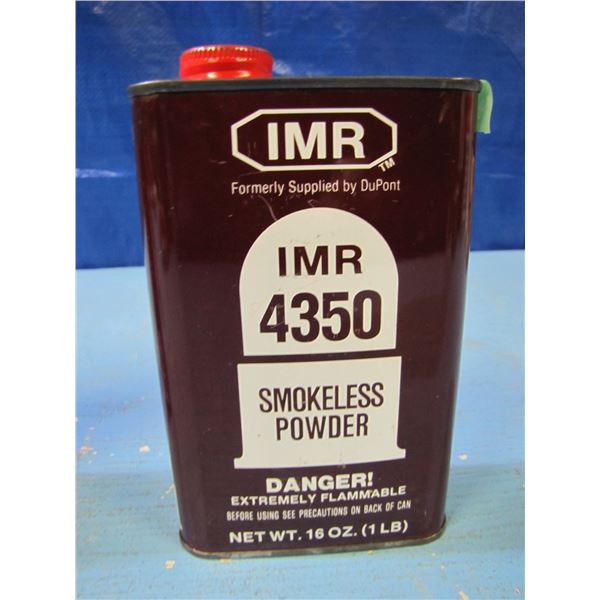 IMR
TM
Formerly Supplied by DuPont
IMR
4350
SMOKELESS
POWDER
DANGER!
EXTREMELY FLAMMABLE
BEFORE USING SEE PRECAUTIONS ON BACK OF CAN
NET WT. 16 OZ. (1 LB)